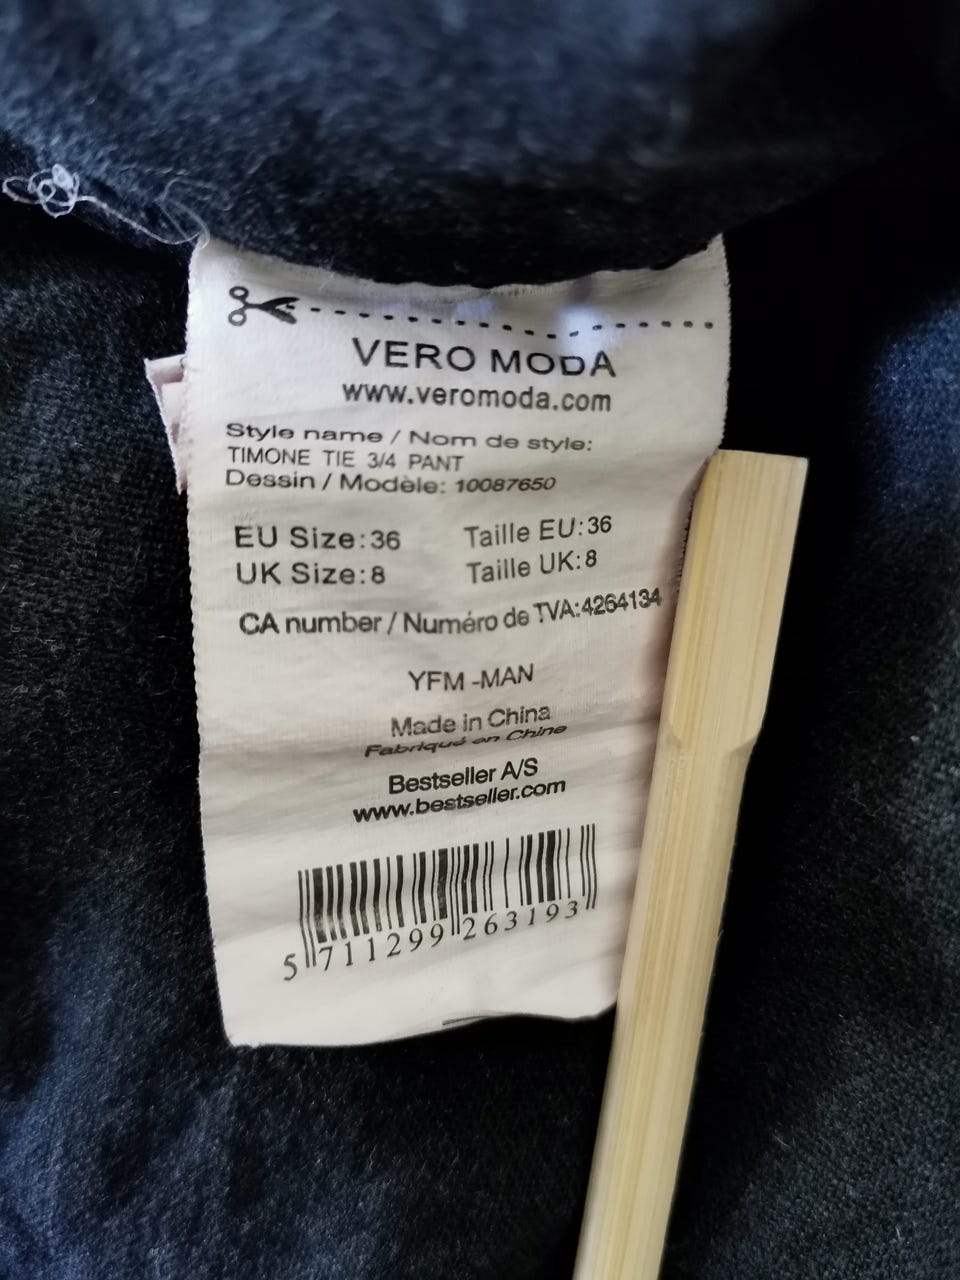 VERO MODA
www.veromoda.com
Style name / Nom de style:
TIMONE TIE 3/4 PANT
Dessin / Modèle: 10087650
EU Size:36 Taille EU:36
UK Size:8 Taille UK:8
CA number / Numéro de TVA:4264134
YFM -MAN
Made in China
Fabriqué en Chine
Bestseller A/S
www.bestseller.com
5 711299 263193